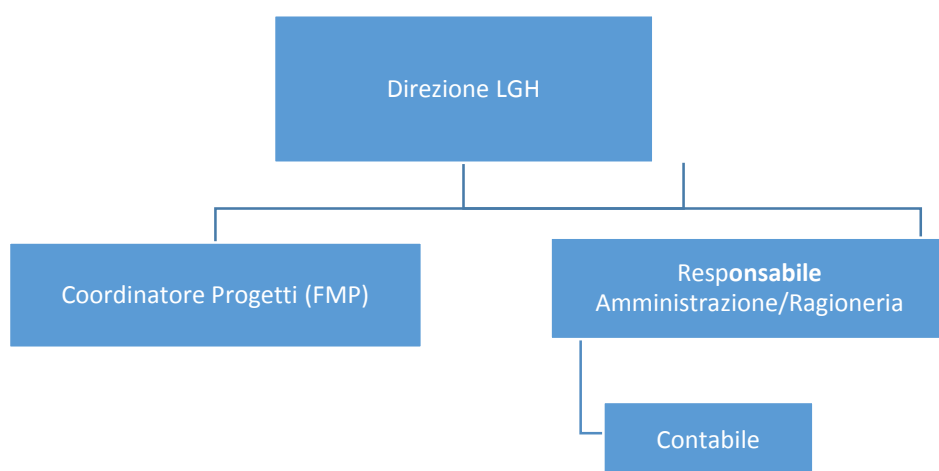 Direzione LGH
Coordinatore Progetti (FMP)
Responsabile
Amministrazione/Ragioneria
Contabile